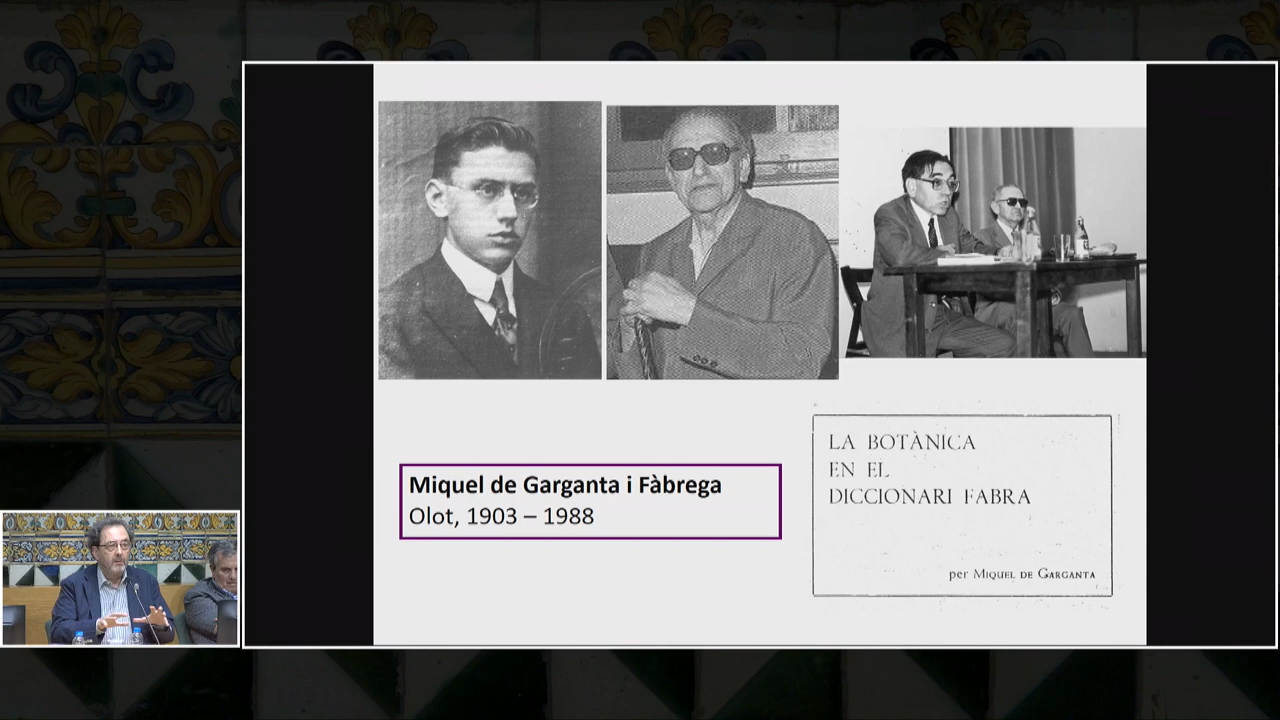 Miquel de Garganta i Fàbrega
Olot, 1903 – 1988
LA BOTÀNICA
EN EL
DICCIONARI FABRA
per Miquel de Garganta